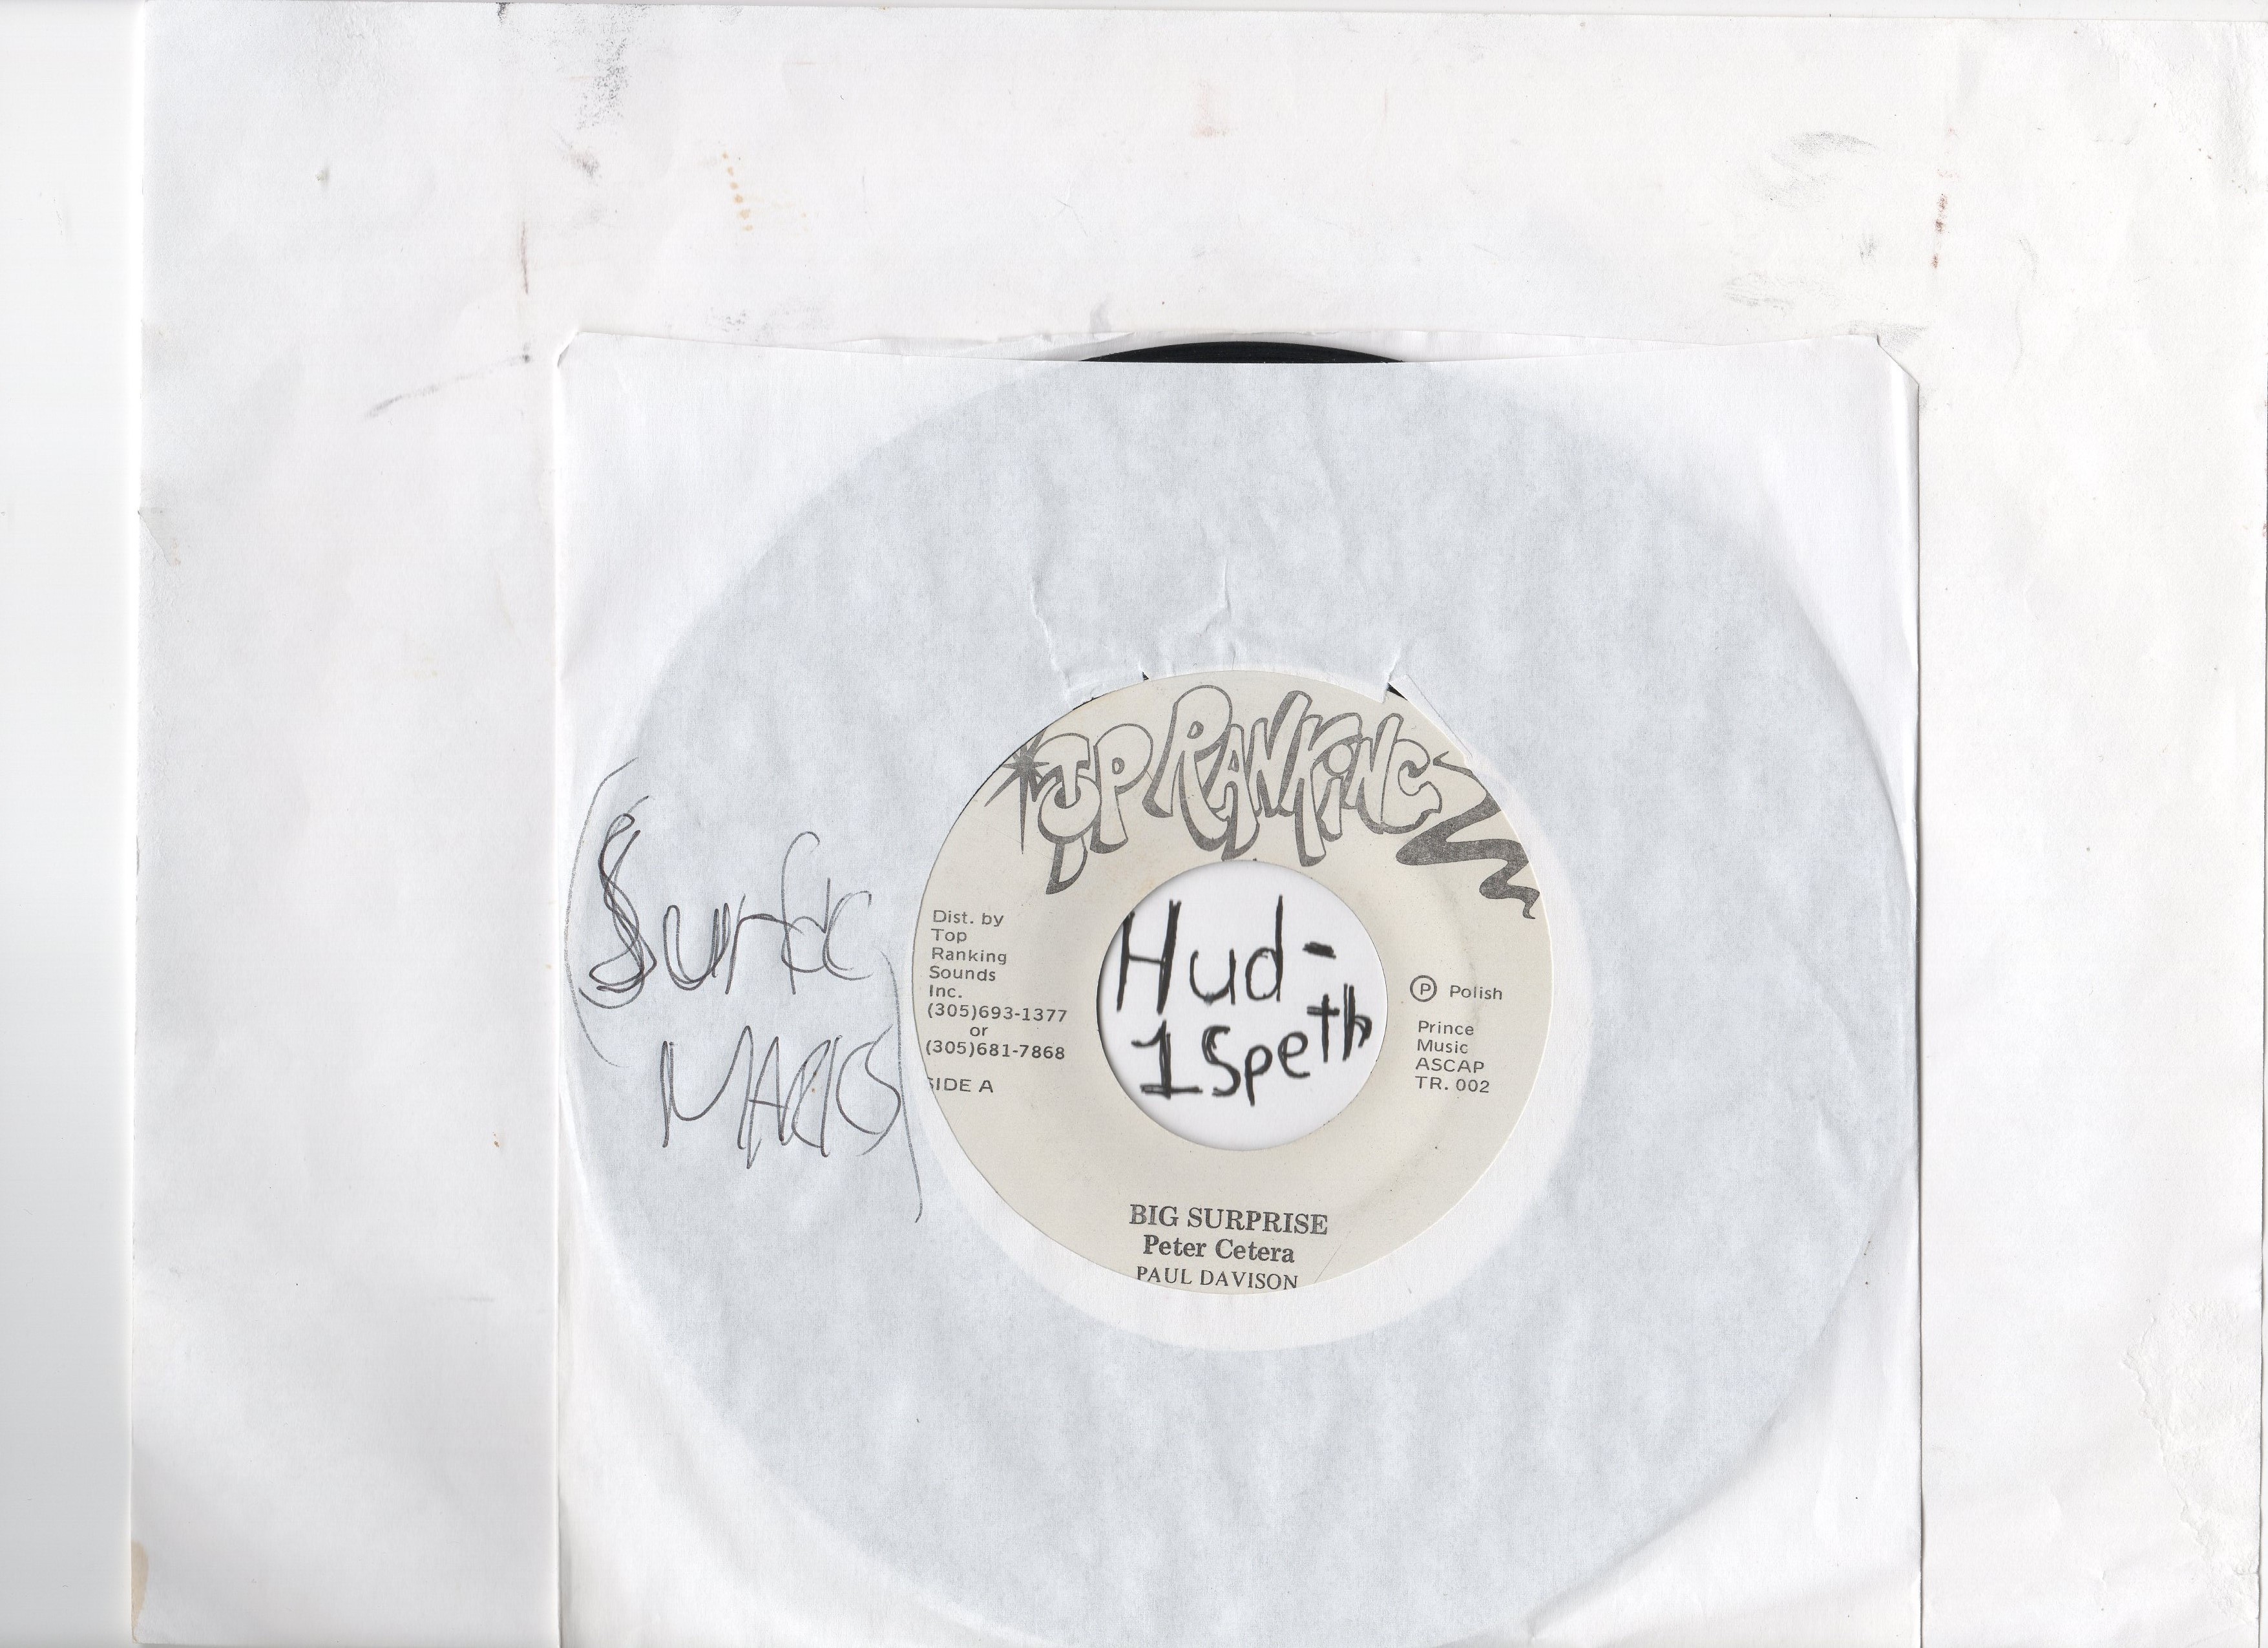 TOP RANKING
Dist. by
Top
Ranking
Sounds
Inc.
(305)693-1377
or
(305)681-7868
SIDE A
Hud-
1Speth
Ⓟ Polish
Prince
Music
ASCAP
TR. 002
BIG SURPRISE
Peter Cetera
PAUL DAVISON
MARKS